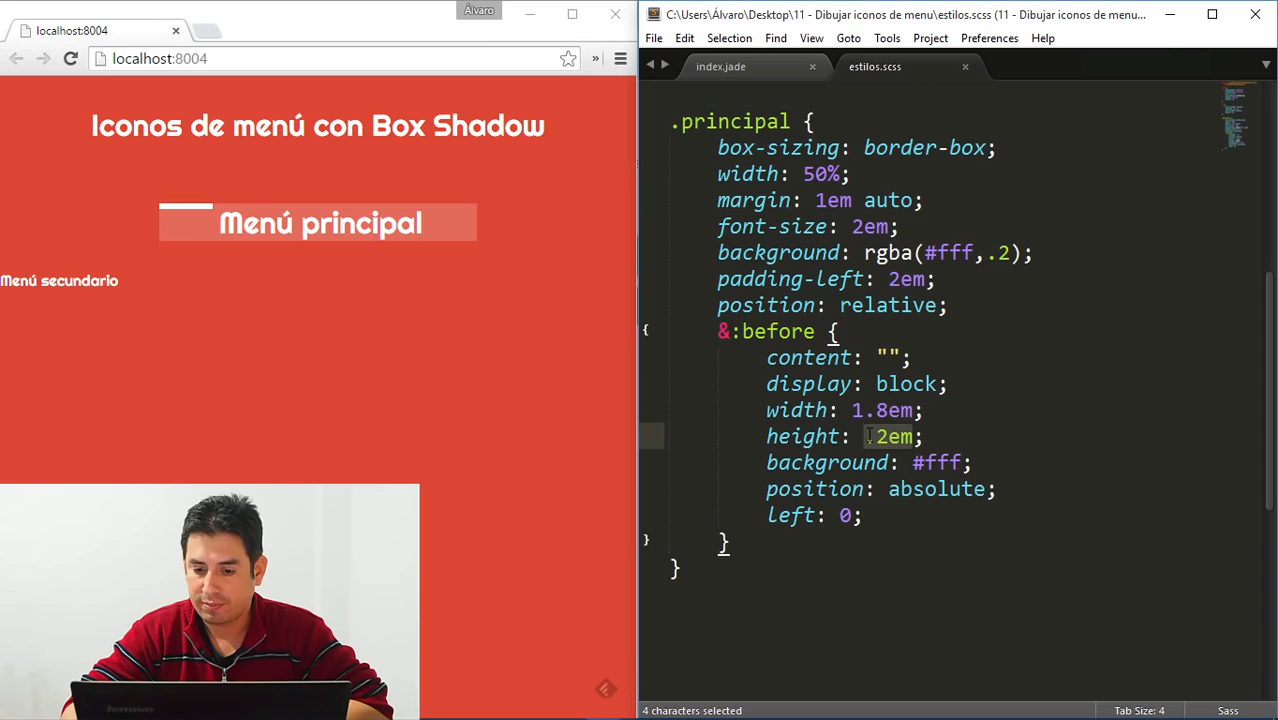 Álvaro
localhost:8004
localhost:8004
Iconos de menú con Box Shadow
Menú principal
Menú secundario
lenovo
C:\Users\Álvaro\Desktop\11 - Dibujar iconos de menu\estilos.scss (11 - Dibujar iconos de menu...
File Edit Selection Find View Goto Tools Project Preferences Help
index.jade estilos.scss
.principal {
box-sizing: border-box;
width: 50%;
margin: 1em auto;
font-size: 2em;
background: rgba(#fff,.2);
padding-left: 2em;
position: relative;
&:before {
content: "";
display: block;
width: 1.8em;
height: .2em;
background: #fff;
position: absolute;
left: 0;
}
}
4 characters selected
Tab Size: 4
Sass